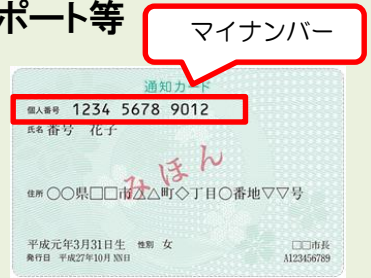 ポート等
マイナンバー
通知カード
個人番号 1234 5678 9012
氏名 番号 花子
みほん
住所 ○○県□□市△△町◇丁目○番地▽▽号
平成元年3月31日生 性別 女
□□市長
発行日 平成27年10月NN日
A123456789